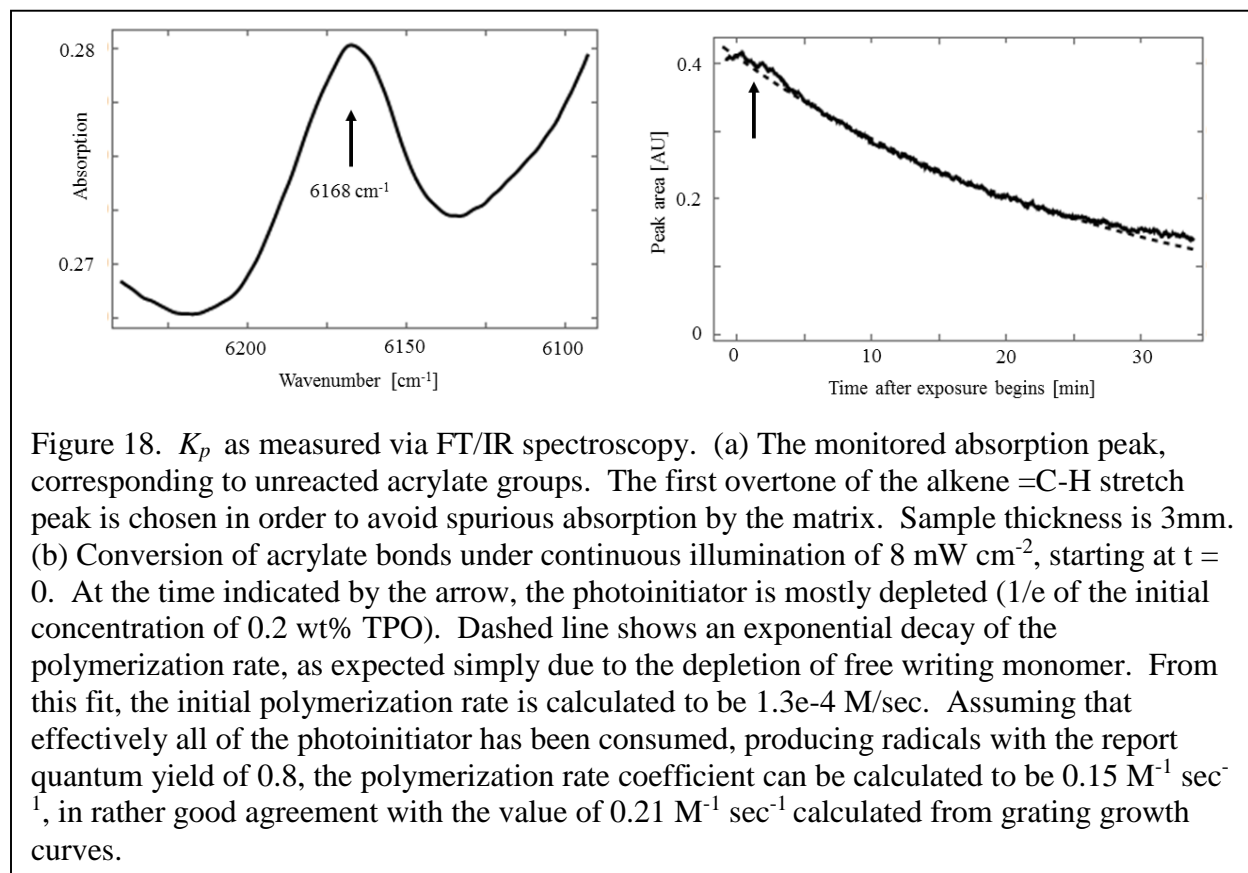 0.28
0.27
Absorption
6168 cm-1
6200
6150
6100
Wavenumber [cm-1]
0.4
0.2
0
Peak area [AU]
0
10
20
30
Time after exposure begins [min]
Figure 18. Kp as measured via FT/IR spectroscopy. (a) The monitored absorption peak,
corresponding to unreacted acrylate groups. The first overtone of the alkene =C-H stretch
peak is chosen in order to avoid spurious absorption by the matrix. Sample thickness is 3mm.
(b) Conversion of acrylate bonds under continuous illumination of 8 mW cm-2, starting at t =
0. At the time indicated by the arrow, the photoinitiator is mostly depleted (1/e of the initial
concentration of 0.2 wt% TPO). Dashed line shows an exponential decay of the
polymerization rate, as expected simply due to the depletion of free writing monomer. From
this fit, the initial polymerization rate is calculated to be 1.3e-4 M/sec. Assuming that
effectively all of the photoinitiator has been consumed, producing radicals with the report
quantum yield of 0.8, the polymerization rate coefficient can be calculated to be 0.15 M-1 sec-
1, in rather good agreement with the value of 0.21 M-1 sec-1 calculated from grating growth
curves.